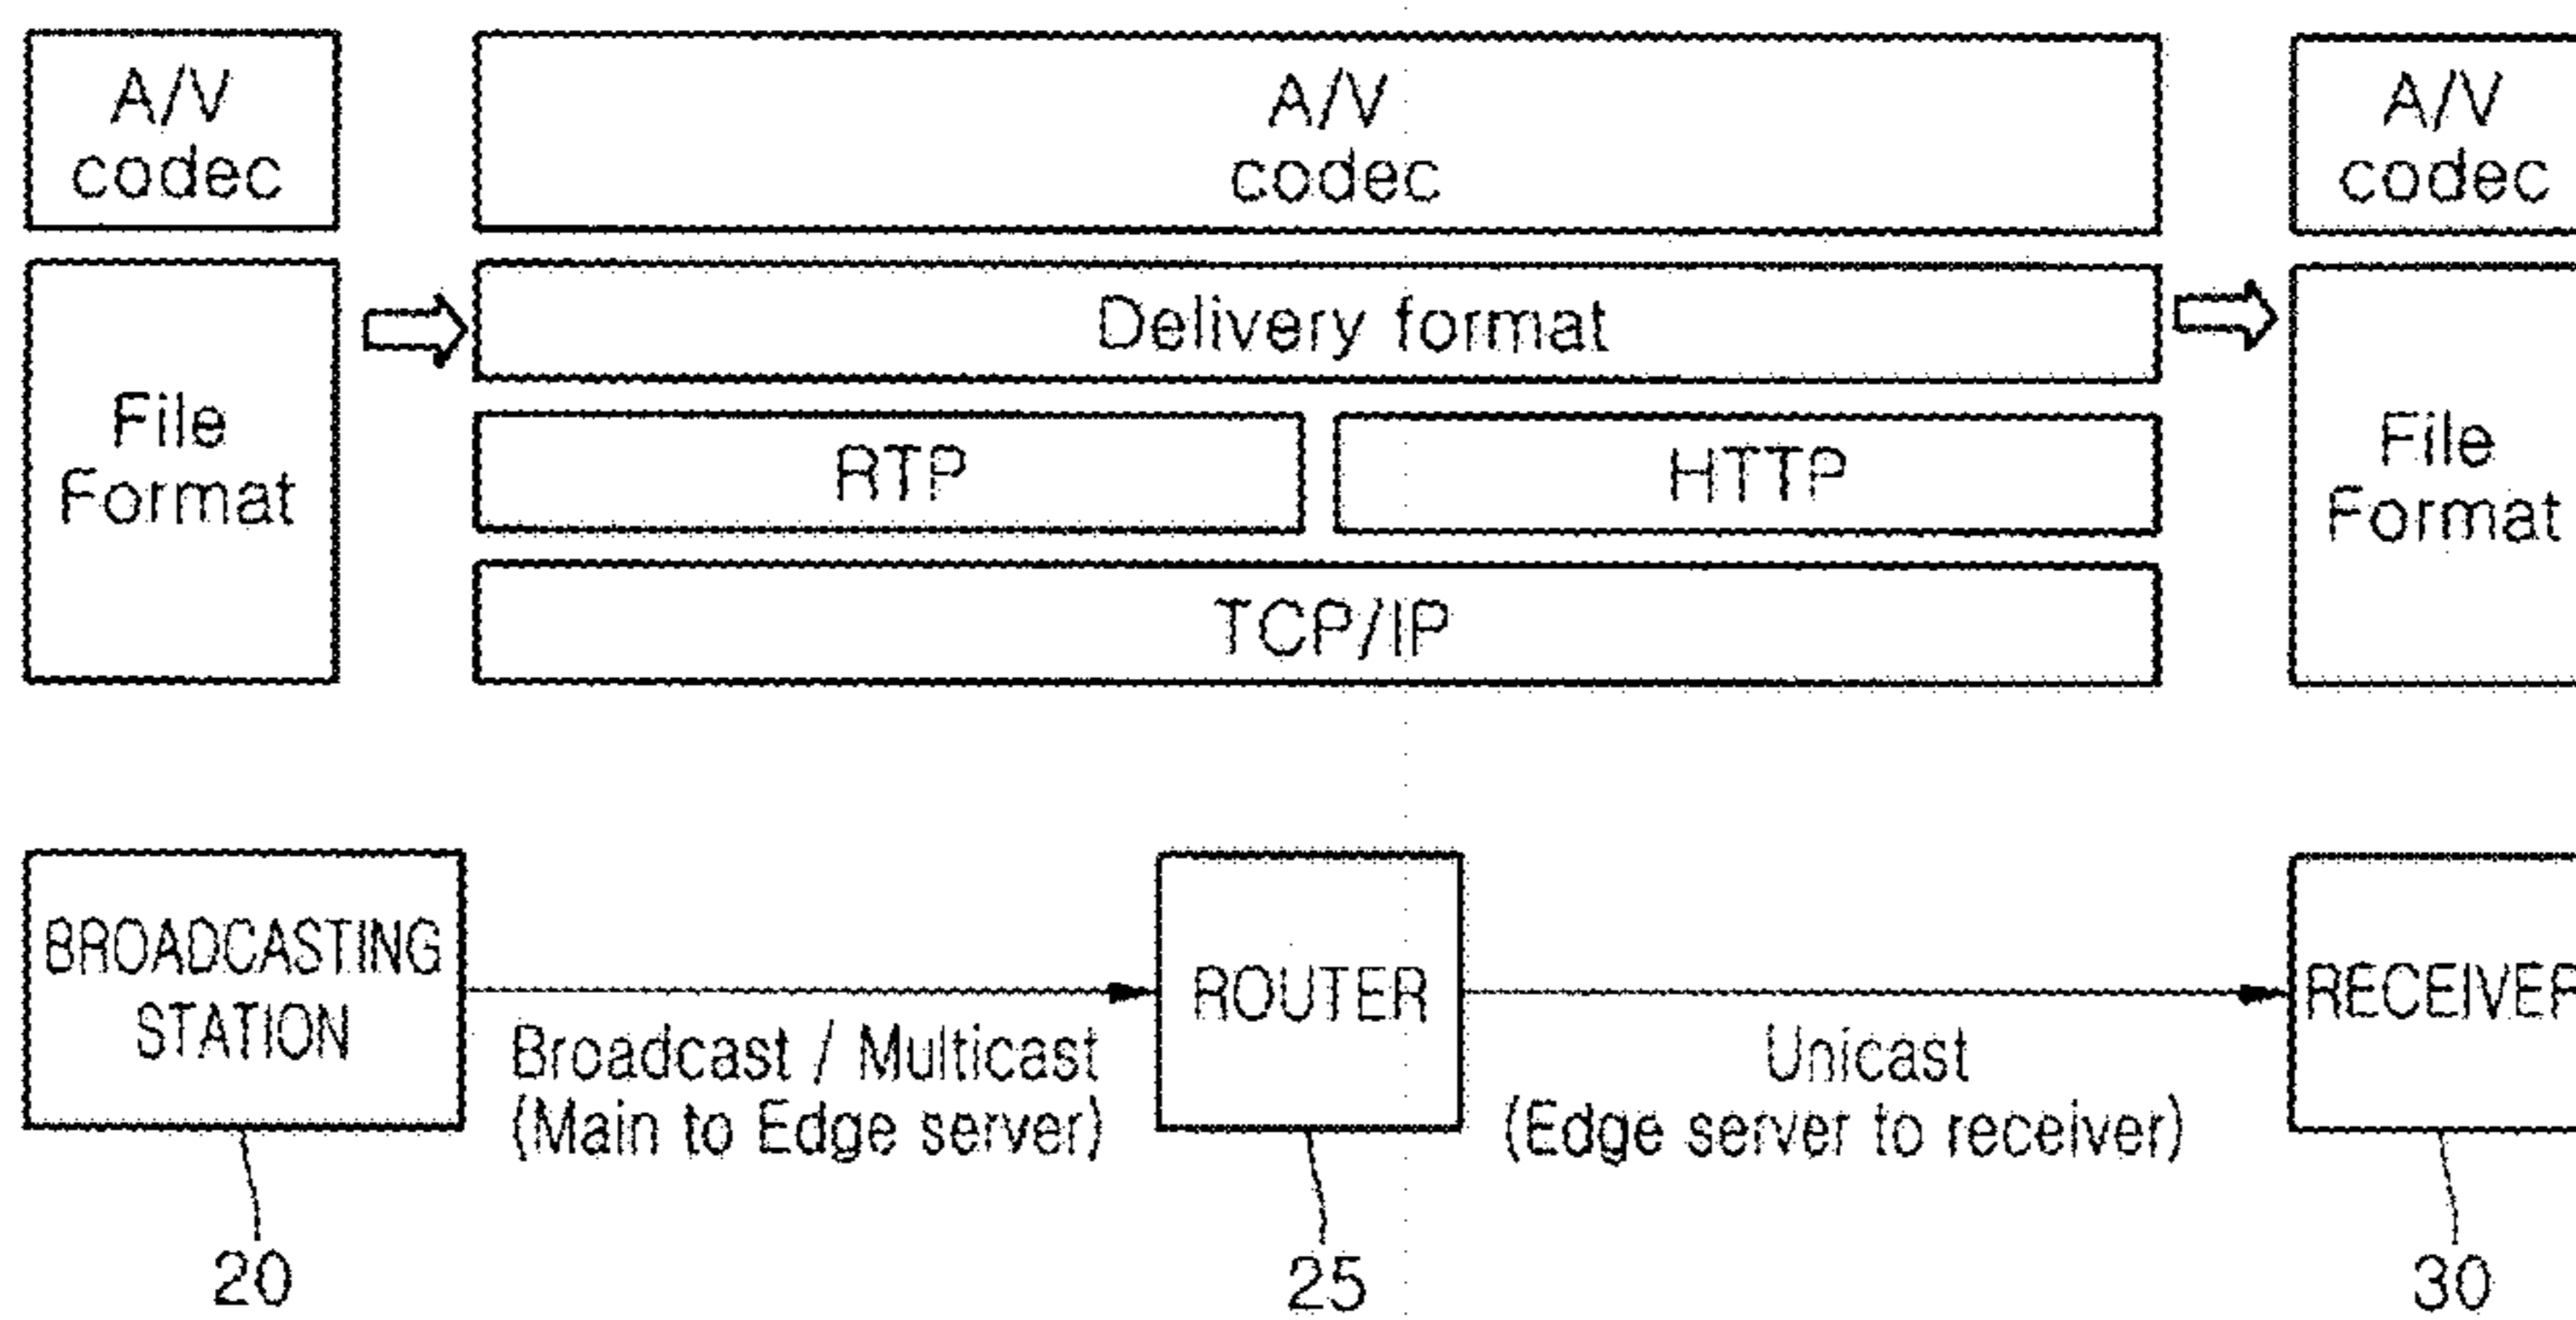 A/V
codec
A/V
codec
A/V
codec
File
Format
Delivery format
RTP
HTTP
TCP/IP
File
Format
BROADCASTING
STATION
Broadcast / Multicast
(Main to Edge server)
ROUTER
Unicast
(Edge server to receiver)
RECEIVER
20
25
30